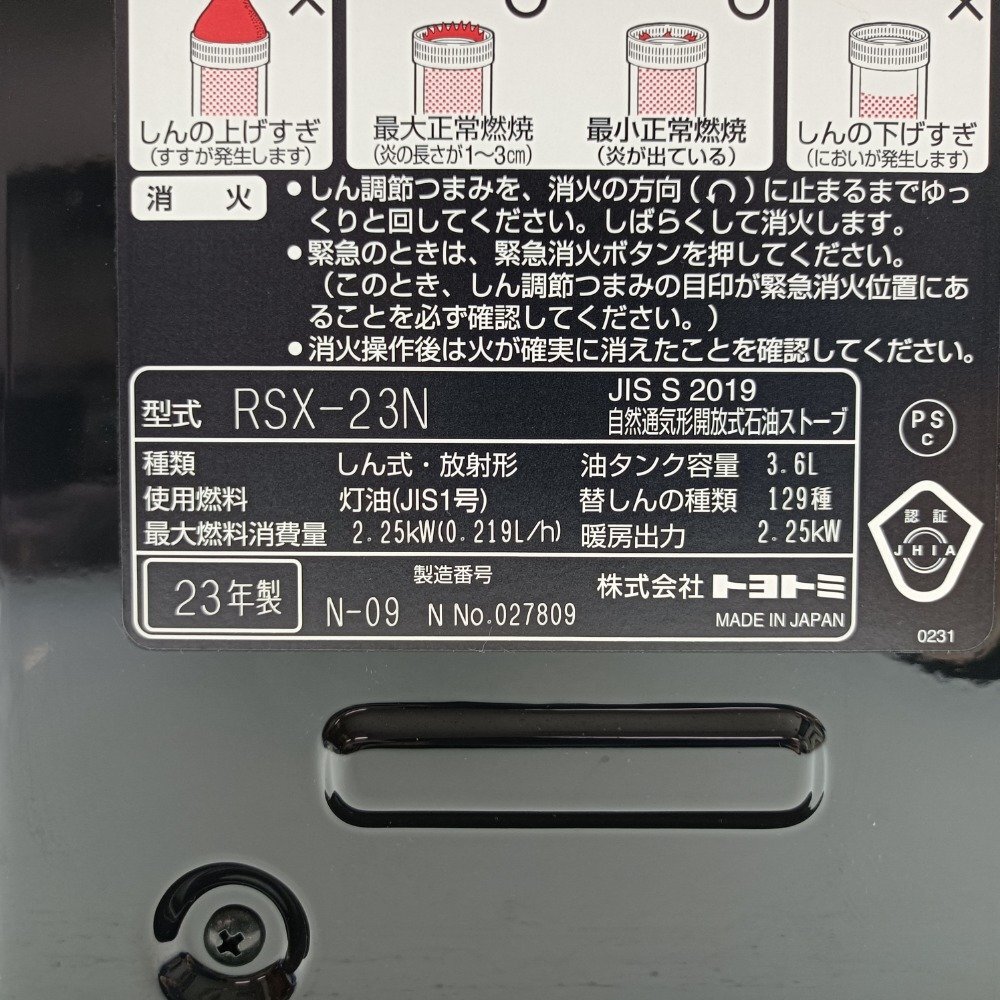 しんの上げすぎ
(すすが発生します)
最大正常燃焼
(炎の長さが1〜3cm)
最小正常燃焼
(炎が出ている)
しんの下げすぎ
(においが発生します)
消 火
●しん調節つまみを、消火の方向( )に止まるまでゆっ
くりと回してください。しばらくして消火します。
●緊急のときは、緊急消火ボタンを押してください。
(このとき、しん調節つまみの目印が緊急消火位置にあ
ることを必ず確認してください。)
●消火操作後は火が確実に消えたことを確認してください。
型式 RSX-23N
JIS S 2019
自然通気形開放式石油ストーブ
種類 しん式・放射形 油タンク容量 3.6L
使用燃料 灯油(JIS1号) 替しんの種類 129種
最大燃料消費量 2.25kW(0.219L/h) 暖房出力 2.25kW
23年製
製造番号
N-09 N No.027809
株式会社 トヨトミ
MADE IN JAPAN
PS
C
認証
JHIA
0231